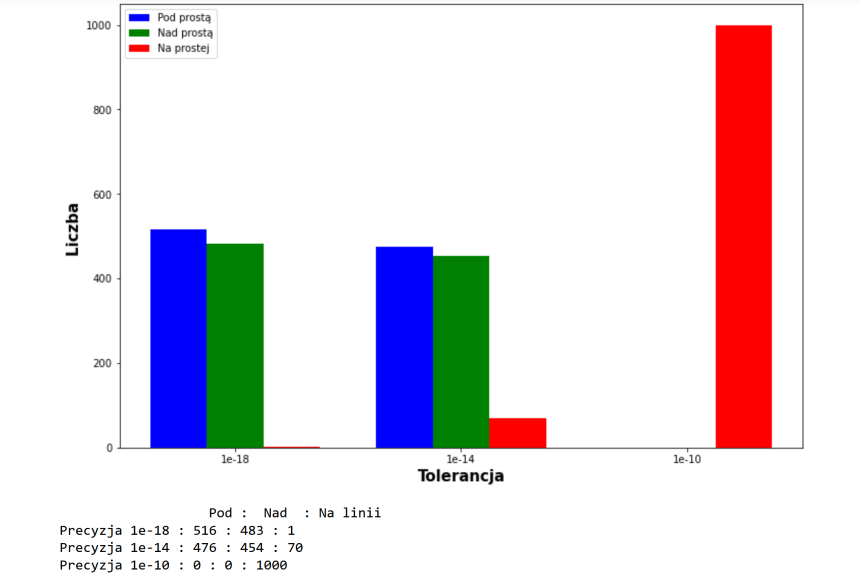 Pod prostą
Nad prostą
Na prostej
1000
800
600
400
200
0
Liczba
1e-18
1e-14
1e-10
Tolerancja
Pod : Nad : Na linii
Precyzja 1e-18 : 516 : 483 : 1
Precyzja 1e-14 : 476 : 454 : 70
Precyzja 1e-10 : 0 : 0 : 1000